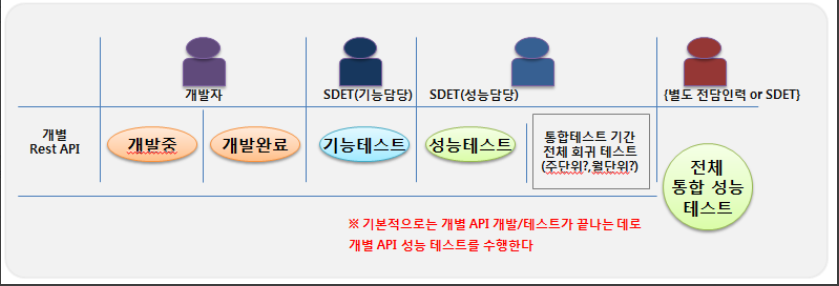 개발자
SDET(기능담당)
SDET(성능담당)
{별도 전담인력 or SDET}
개별
Rest API
개발중
개발완료
기능테스트
성능테스트
통합테스트 기간
전체 회귀 테스트
(주단위?,월단위?)
전체
통합 성능
테스트
※ 기본적으로는 개별 API 개발/테스트가 끝나는 데로
개별 API 성능 테스트를 수행한다